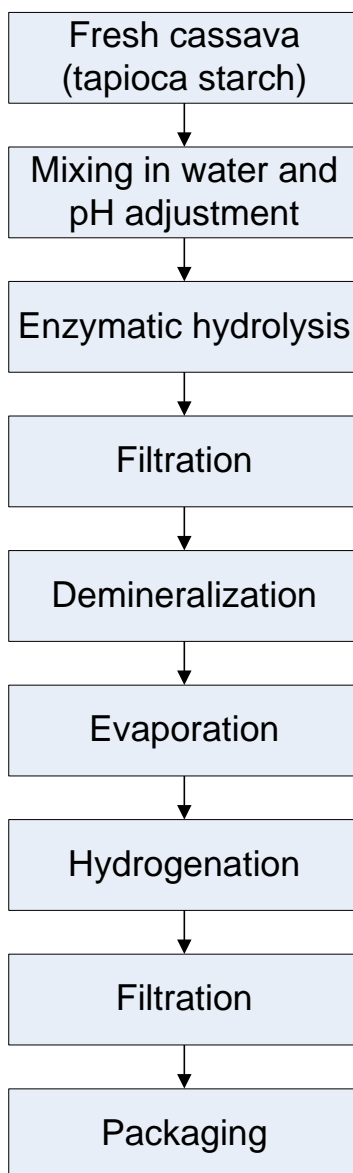 Fresh cassava
(tapioca starch)
Mixing in water and
pH adjustment
Enzymatic hydrolysis
Filtration
Demineralization
Evaporation
Hydrogenation
Filtration
Packaging